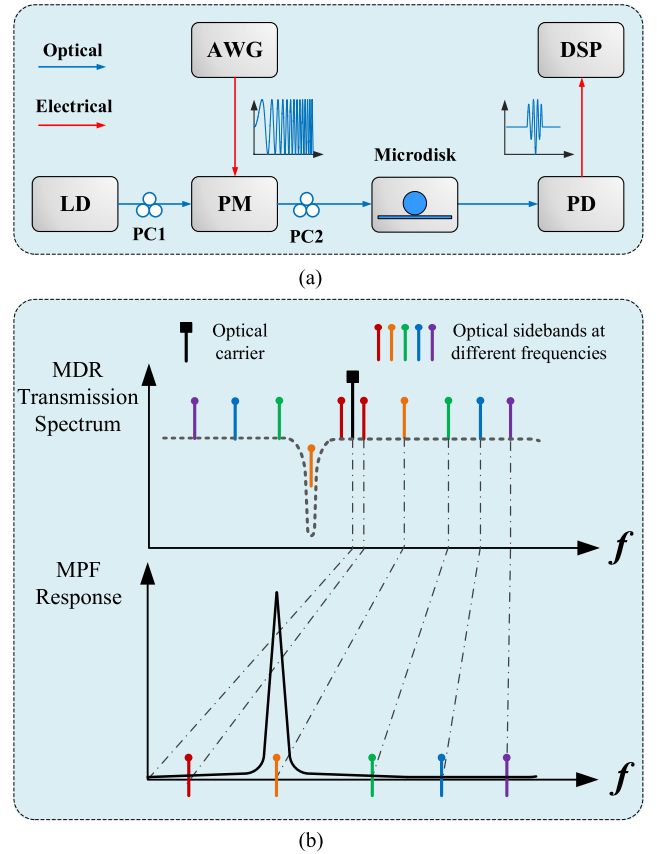 Optical
Electrical
AWG
DSP
Microdisk
LD
PM
PD
PC1
PC2
(a)
Optical
carrier
Optical sidebands at
different frequencies
MDR
Transmission
Spectrum
f
MPF
Response
f
(b)